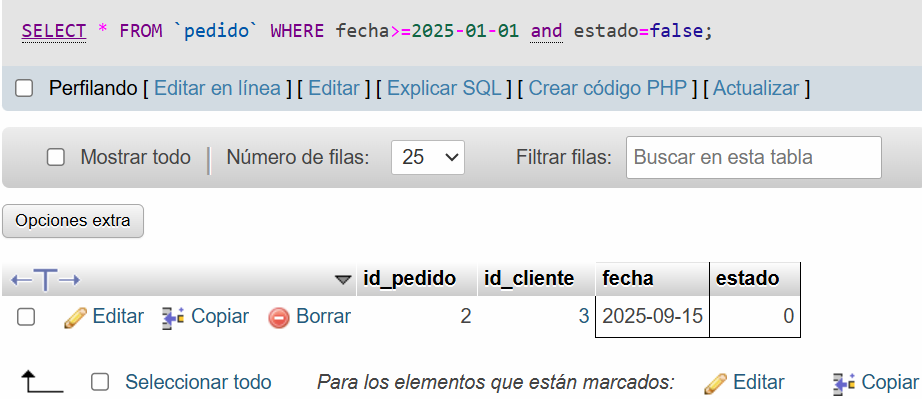 SELECT * FROM `pedido` WHERE fecha>=2025-01-01 and estado=false;
Perfilando [ Editar en línea ] [ Editar ] [ Explicar SQL ] [ Crear código PHP ] [ Actualizar ]
Mostrar todo | Número de filas: 25 Filtrar filas: Buscar en esta tabla
Opciones extra
←T→ id_pedido id_cliente fecha estado
Editar Copiar Borrar 2 3 2025-09-15 0
Seleccionar todo Para los elementos que están marcados: Editar Copiar